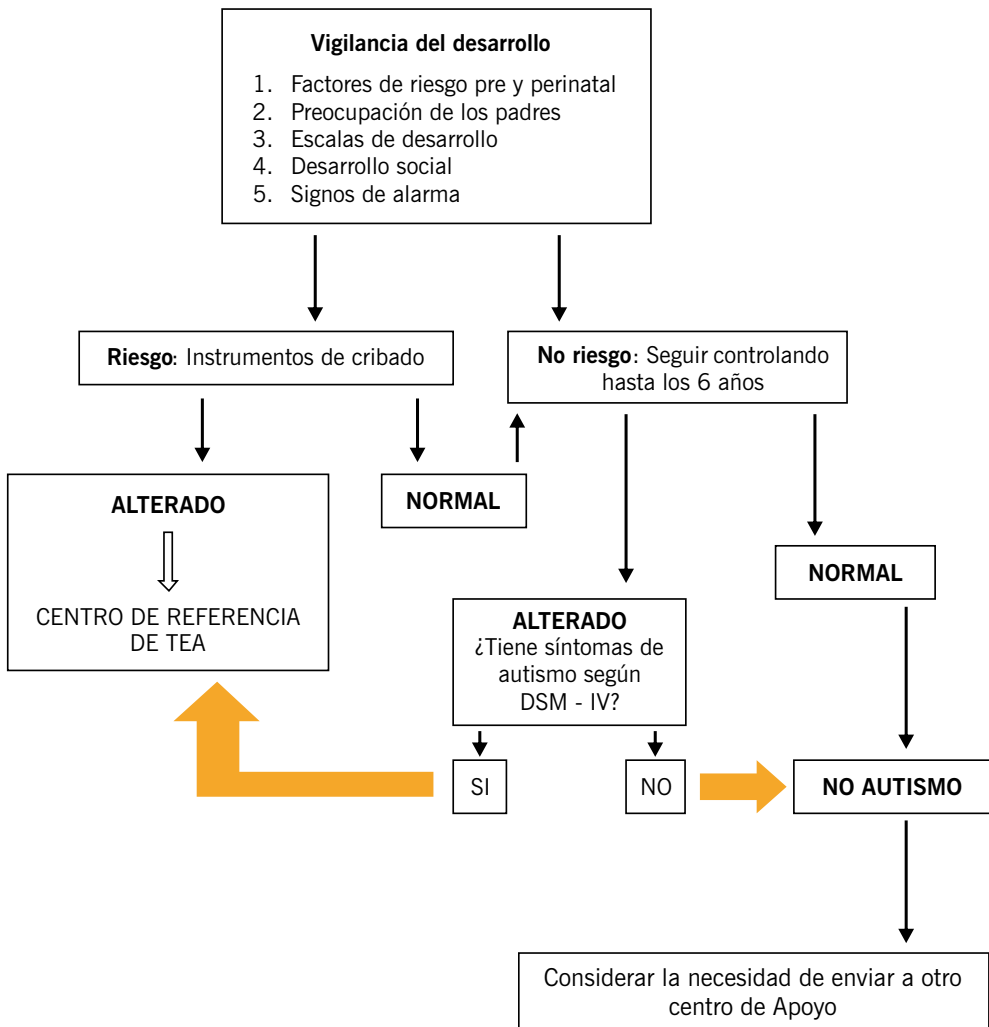 Vigilancia del desarrollo
1. Factores de riesgo pre y perinatal
2. Preocupación de los padres
3. Escalas de desarrollo
4. Desarrollo social
5. Signos de alarma
Riesgo: Instrumentos de cribado
No riesgo: Seguir controlando
hasta los 6 años
ALTERADO
CENTRO DE REFERENCIA
DE TEA
NORMAL
ALTERADO
¿Tiene síntomas de
autismo según
DSM - IV?
NORMAL
SI
NO
NO AUTISMO
Considerar la necesidad de enviar a otro
centro de Apoyo